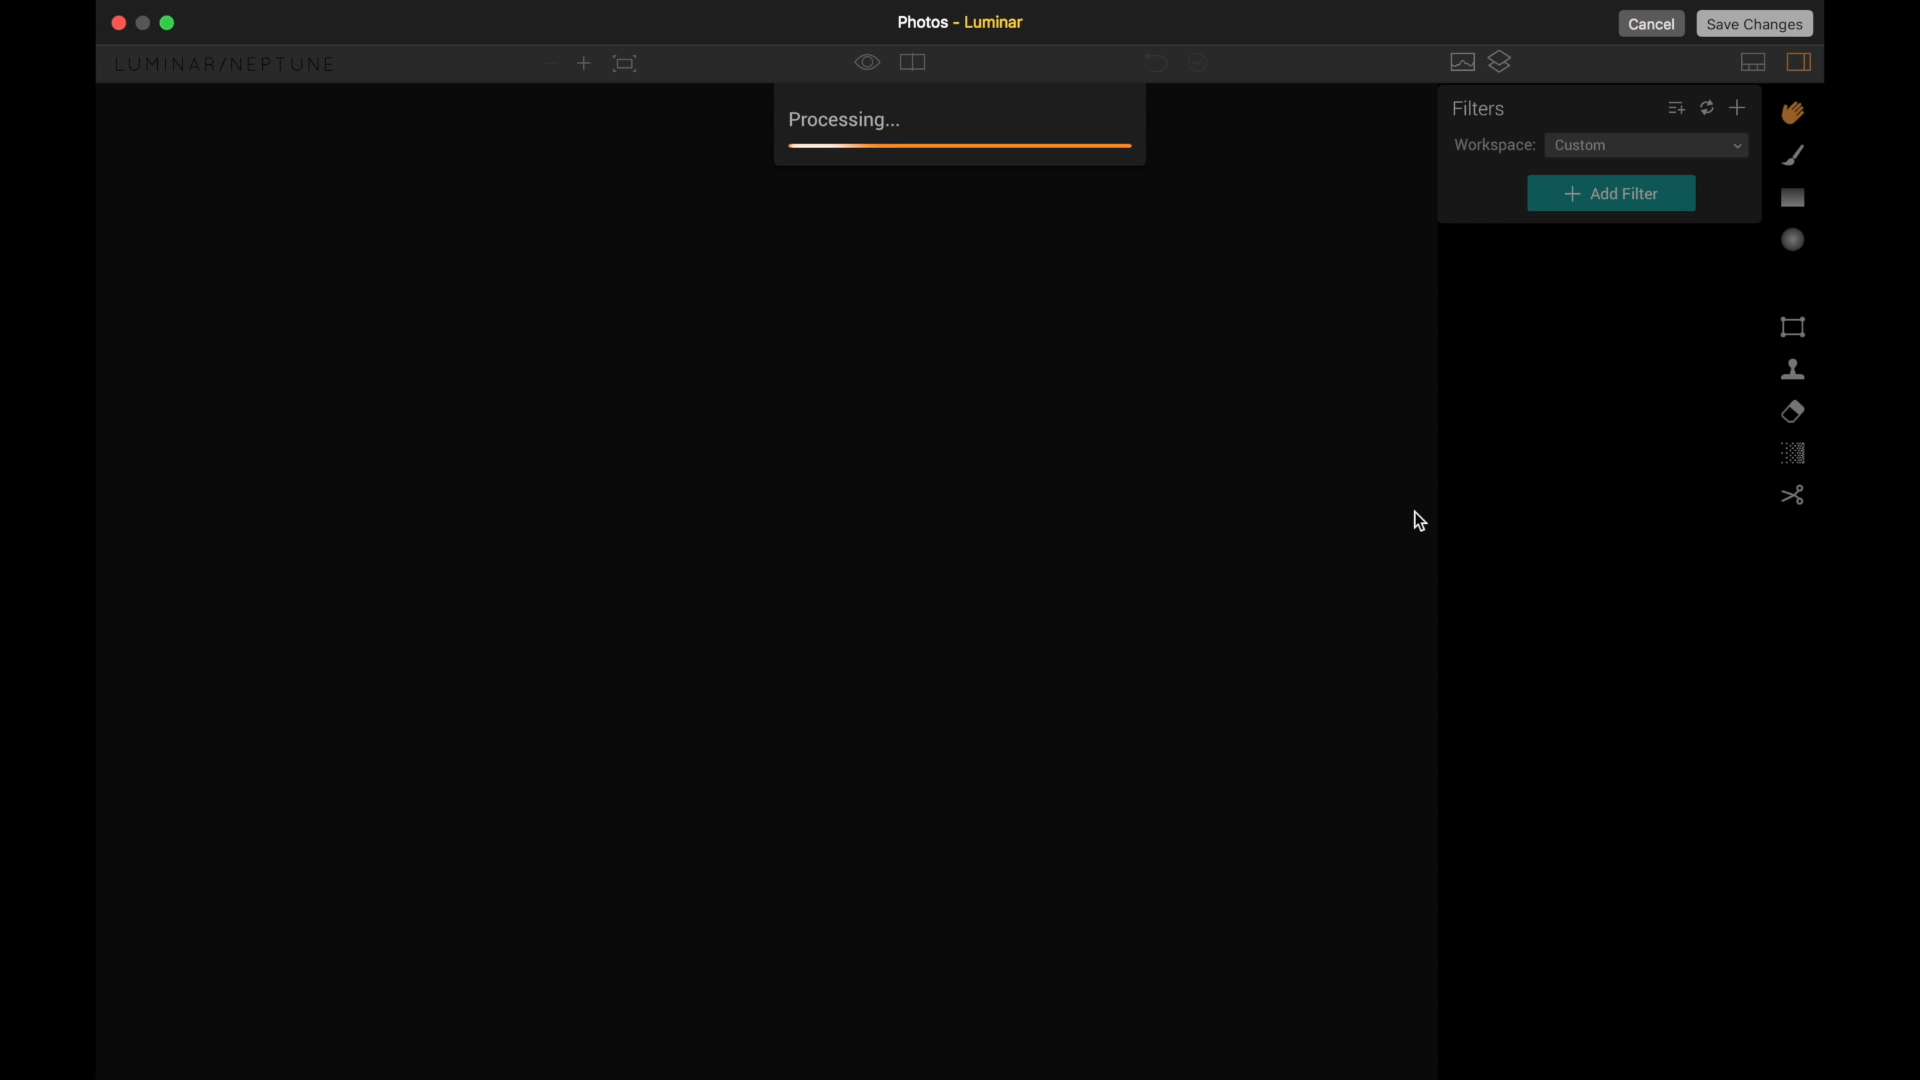 Photos - Luminar
Cancel
Save Changes
LUMINAR/NEPTUNE
Processing...
Filters
Workspace:
Custom
Add Filter